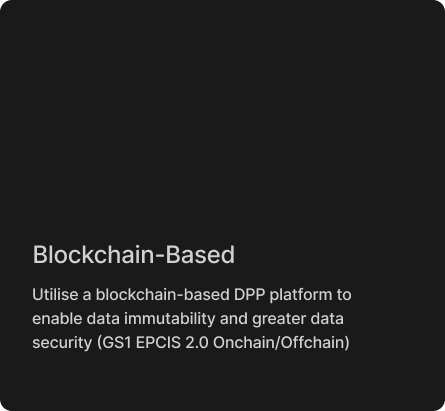 Blockchain-Based
Utilise a blockchain-based DPP platform to
enable data immutability and greater data
security (GS1 EPCIS 2.0 Onchain/Offchain)